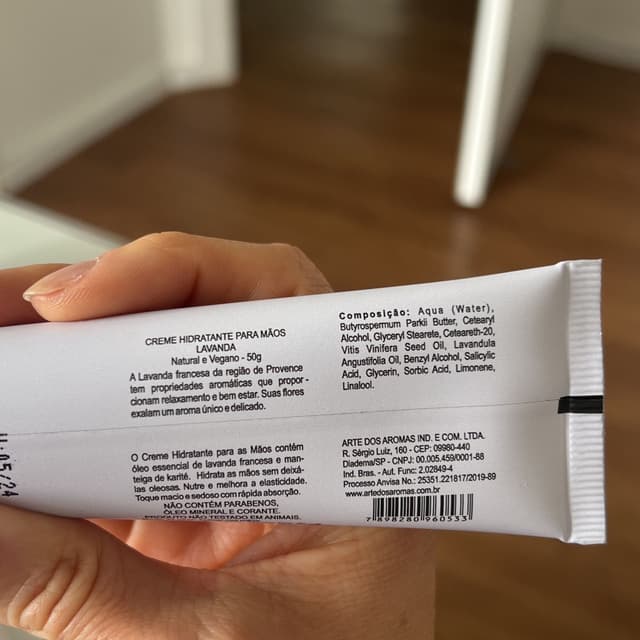 CREME HIDRATANTE PARA MÃOS
LAVANDA
Natural e Vegano - 50g
A Lavanda francesa da região de Provence
tem propriedades aromáticas que propor-
cionam relaxamento e bem estar. Suas flores
exalam um aroma único e delicado.
O Creme Hidratante para as Mãos contém
óleo essencial de lavanda francesa e man-
teiga de karité. Hidrata as mãos sem deixá-
las oleosas. Nutre e melhora a elasticidade.
Toque macio e sedoso com rápida absorção.
NÃO CONTÉM PARABENOS,
ÓLEO MINERAL E CORANTE.
PRODUTO NÃO TESTADO EM ANIMAIS.
Composição: Aqua (Water),
Butyrospermum Parkii Butter, Cetearyl
Alcohol, Glyceryl Stearete, Ceteareth-20,
Vitis Vinifera Seed Oil, Lavandula
Angustifolia Oil, Benzyl Alcohol, Salicylic
Acid, Glycerin, Sorbic Acid, Limonene,
Linalool.
ARTE DOS AROMAS IND. E COM. LTDA.
R. Sérgio Luiz, 160 - CEP: 09980-440
Diadema/SP - CNPJ: 00.005.459/0001-88
Ind. Bras. - Aut. Func: 2.02849-4
Processo Anvisa No.: 25351.221817/2019-89
www.artedosaromas.com.br
7 898280 960533
05/24